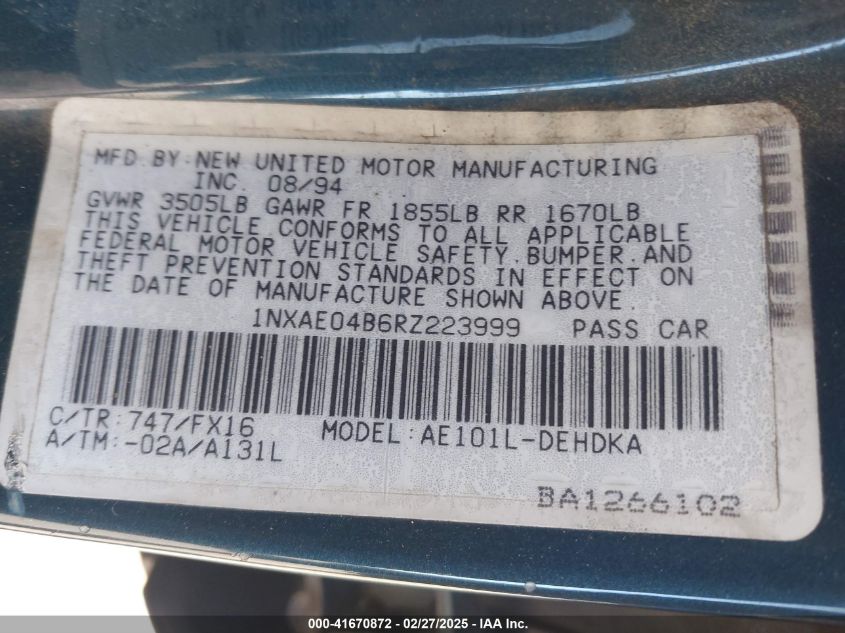 MFD.BY:NEW UNITED MOTOR MANUFACTURING
INC. 08/94
GVWR 3505LB GAWR FR 1855LB RR 1670LB
THIS VEHICLE CONFORMS TO ALL APPLICABLE
FEDERAL MOTOR VEHICLE SAFETY.BUMPER.AND
THEFT PREVENTION STANDARDS IN EFFECT ON
THE DATE OF MANUFACTURE SHOWN ABOVE.
1NXAE04B6RZ223999 PASS CAR
C/TR:747/FX16 MODEL:AE101L-DEHDKA
A/TM:-02A/A131L
BA1266102
000-41670872 - 02/27/2025 - IAA Inc.